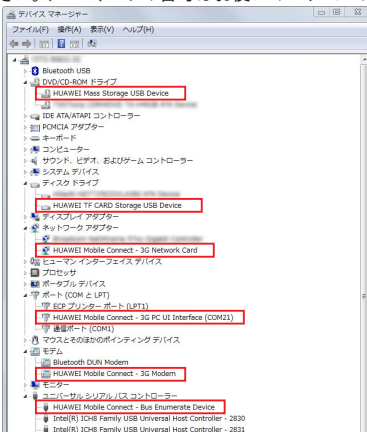 デバイス マネージャー
ファイル(F) 操作(A) 表示(V) ヘルプ(H)
Bluetooth USB
DVD/CD-ROM ドライブ
HUAWEI Mass Storage USB Device
IDE ATA/ATAPI コントローラー
PCMCIA アダプター
キーボード
コンピューター
サウンド、ビデオ、およびゲーム コントローラー
システム デバイス
ディスク ドライブ
HUAWEI TF CARD Storage USB Device
ディスプレイ アダプター
ネットワーク アダプター
HUAWEI Mobile Connect - 3G Network Card
ヒューマン インターフェイス デバイス
プロセッサ
ポータブル デバイス
ポート (COM と LPT)
ECP プリンター ポート (LPT1)
HUAWEI Mobile Connect - 3G PC UI Interface (COM21)
通信ポート (COM1)
マウスとそのほかのポインティング デバイス
モデム
Bluetooth DUN Modem
HUAWEI Mobile Connect - 3G Modem
モニター
ユニバーサル シリアル バス コントローラー
HUAWEI Mobile Connect - Bus Enumerate Device
Intel(R) ICH8 Family USB Universal Host Controller - 2830
Intel(R) ICH8 Family USB Universal Host Controller - 2831